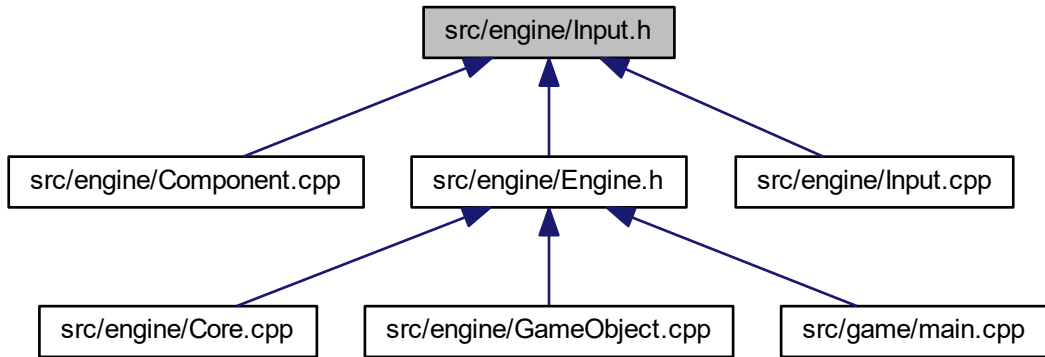 src/engine/Input.h
src/engine/Component.cpp
src/engine/Engine.h
src/engine/Input.cpp
src/engine/Core.cpp
src/engine/GameObject.cpp
src/game/main.cpp